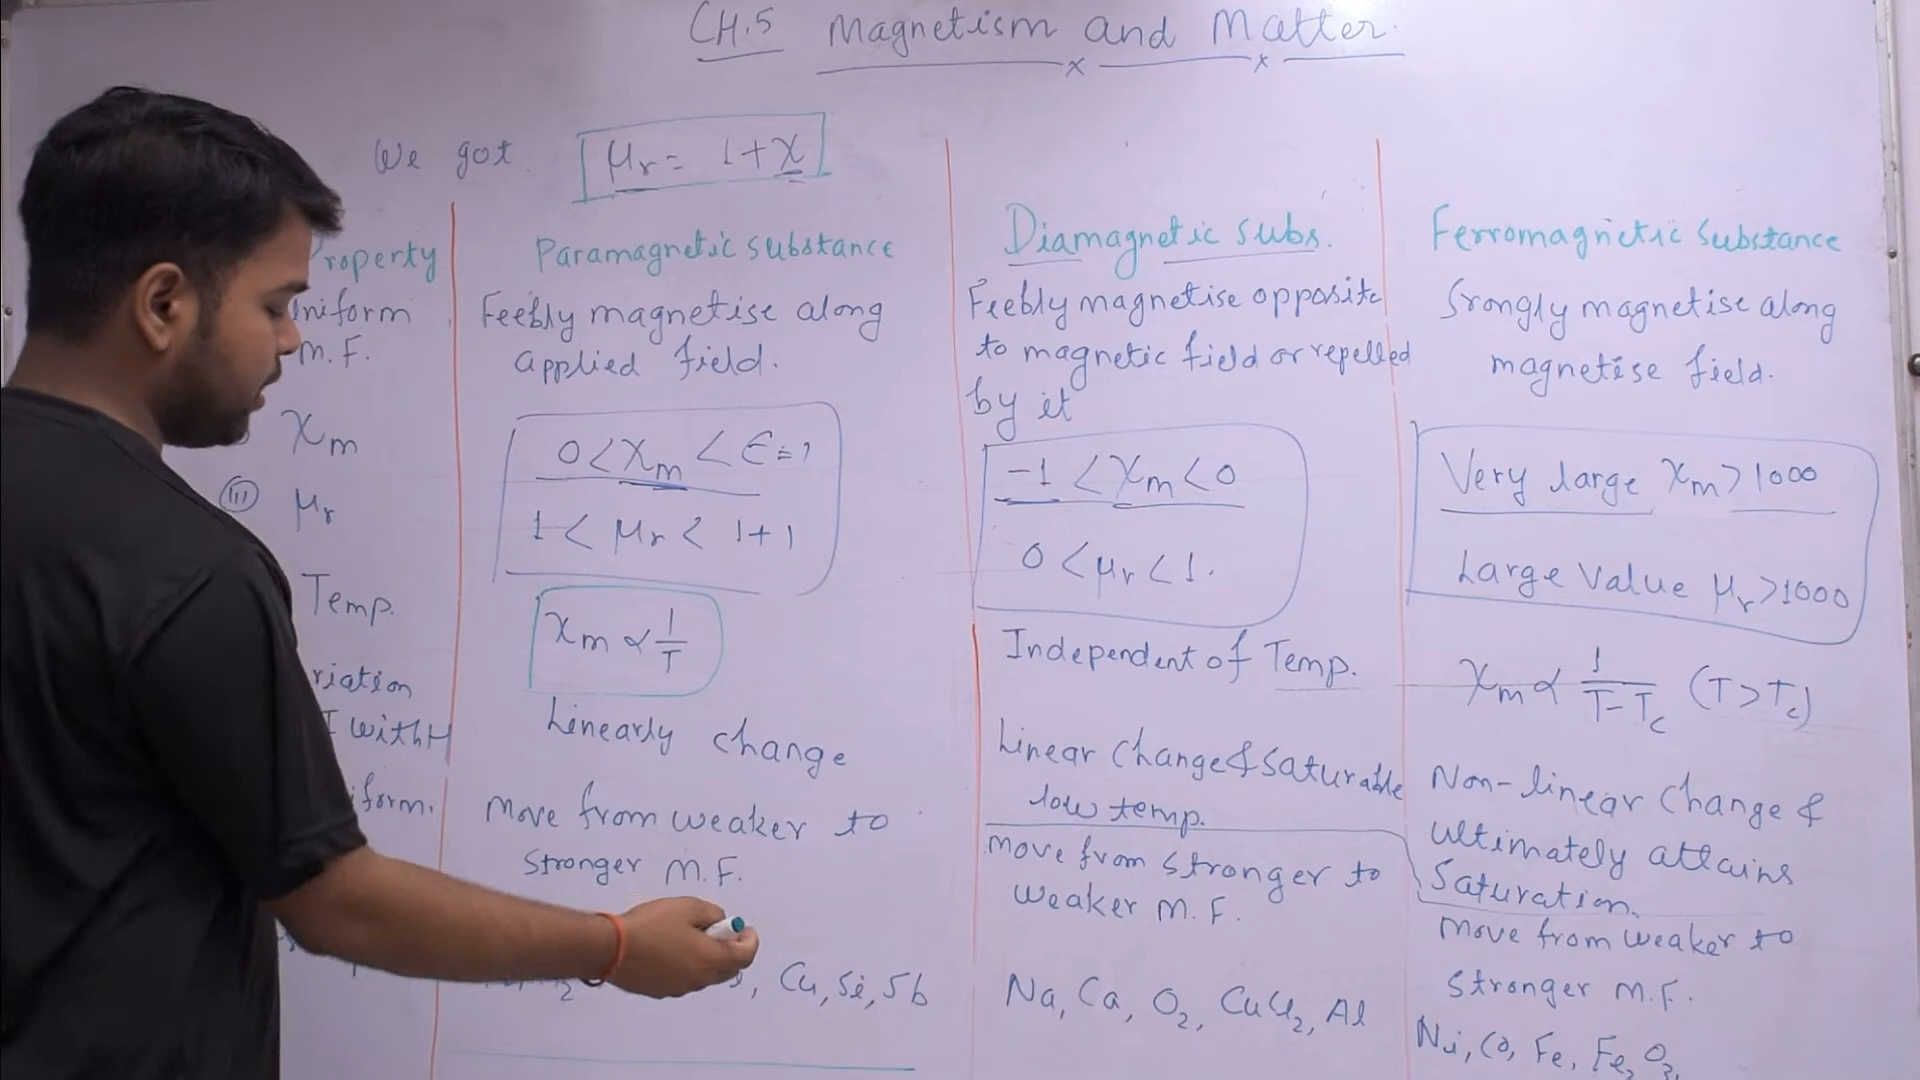 CH.5 Magnetism and Matter.
We got μr = 1+χ
Property
Uniform
M.F.
χm
(III) μr
Temp.
riation
I with H
iform.
Paramagnetic substance
Feebly magnetise along
applied field.
0 < χm < ε = 1
1 < μr < 1+1
χm ∝ 1/T
Linearly change
Move from weaker to
stronger M.F.
, Cu, Si, Sb
Diamagnetic subs.
Feebly magnetise opposite
to magnetic field or repelled
by it
-1 < χm < 0
0 < μr < 1.
Independent of Temp.
Linear Change & Saturable
low temp.
move from stronger to
weaker M.F.
Na, Ca, O2, CuCl2, Al
Ferromagnetic Substance
Srongly magnetise along
magnetise field.
Very large χm > 1000
Large Value μr > 1000
χm ∝ 1/T-Tc (T > Tc)
Non-linear Change &
ultimately attains
Saturation.
move from weaker to
stronger M.F.
Ni, Co, Fe, Fe2O3,